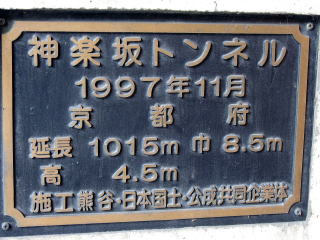 神楽坂トンネル
1997年11月
京都府
延長 1015m 巾 8.5m
高 4.5m
施工 熊谷・日本国土・公成共同企業体